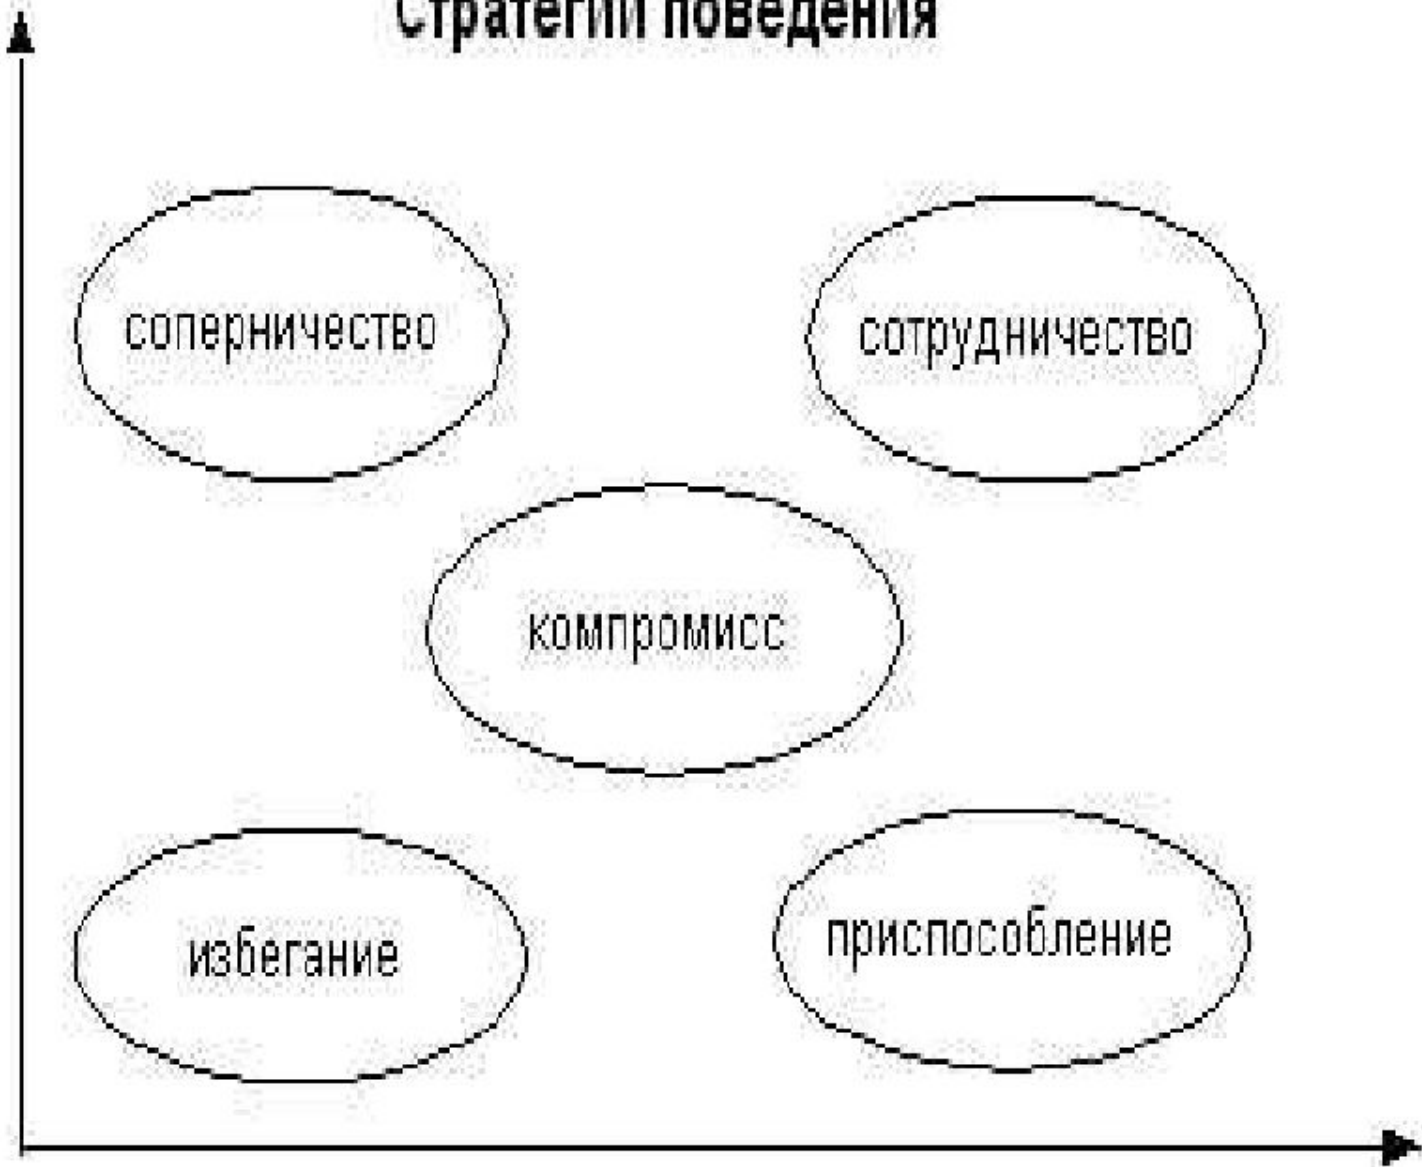 Стратегии поведения
соперничество
сотрудничество
компромисс
избегание
приспособление